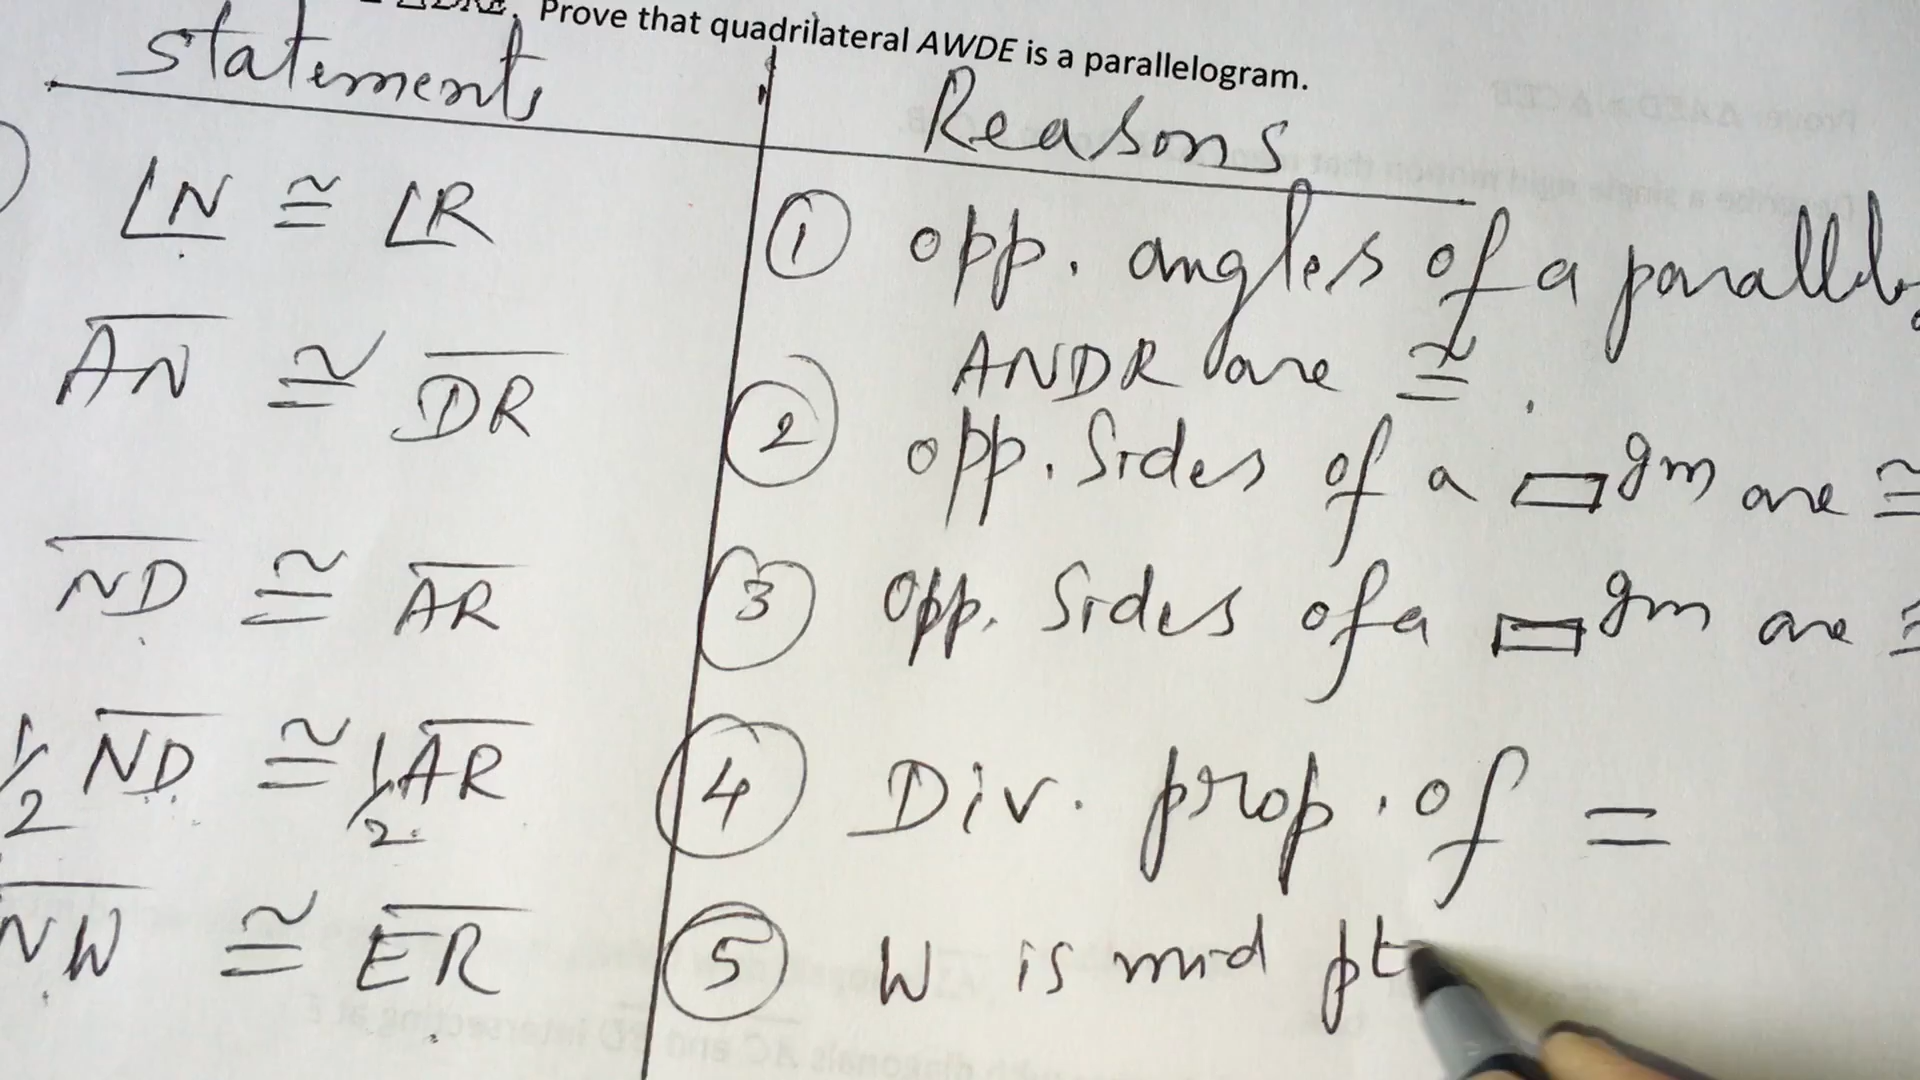 Prove that quadrilateral AWDE is a parallelogram.
Statements Reasons
∠N ≅ ∠R ① opp. angles of a
ANDR are ≅.
AN ≅ DR ② opp. Sides of a ▱gm are ≅
ND ≅ AR ③ opp. Sides of a ▱gm are ≅
1/2 ND ≅ 1/2 AR ④ Div. prop. of =
NW ≅ ER ⑤ W is mid pt